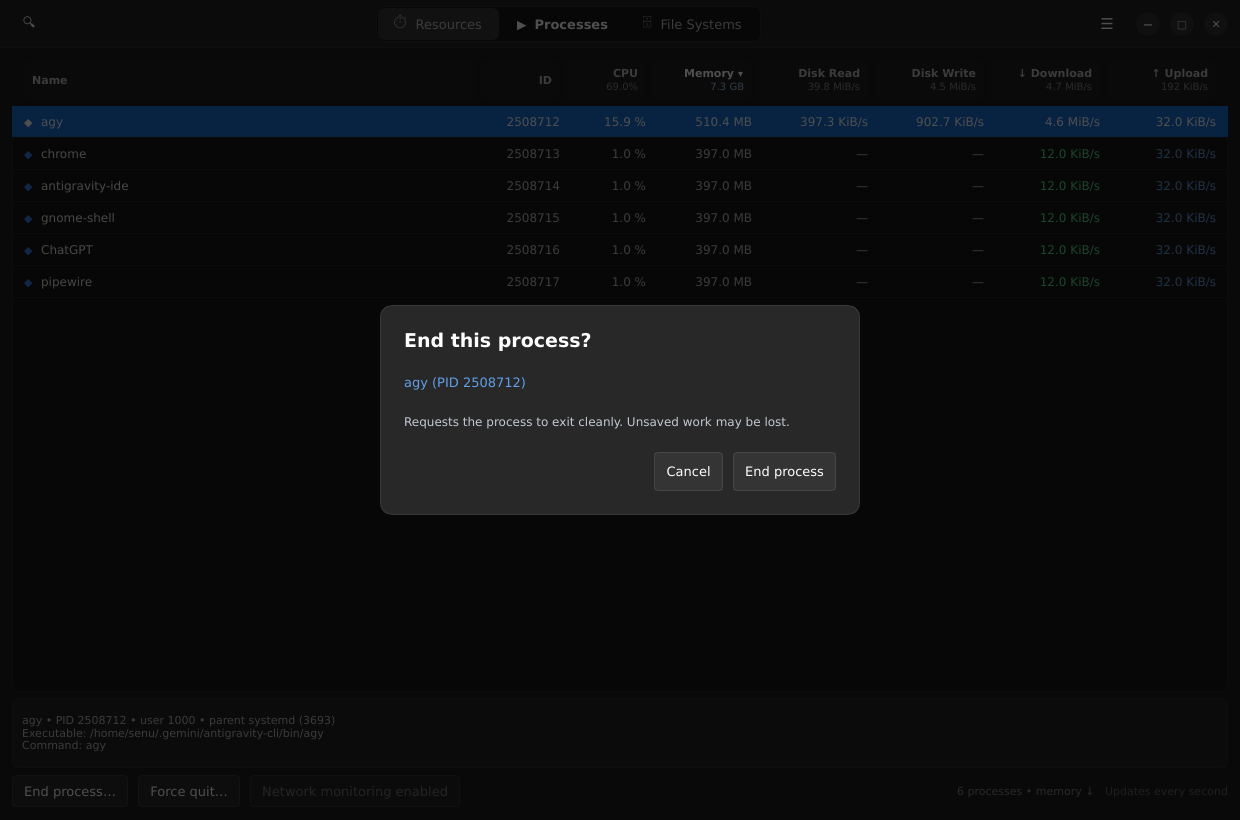 Resources
Processes
File Systems
Name ID CPU Memory ▾ Disk Read Disk Write ↓ Download ↑ Upload
69.0% 7.3 GB 39.8 MiB/s 4.5 MiB/s 4.7 MiB/s 192 KiB/s
agy 2508712 15.9 % 510.4 MB 397.3 KiB/s 902.7 KiB/s 4.6 MiB/s 32.0 KiB/s
chrome 2508713 1.0 % 397.0 MB — — 12.0 KiB/s 32.0 KiB/s
antigravity-ide 2508714 1.0 % 397.0 MB — — 12.0 KiB/s 32.0 KiB/s
gnome-shell 2508715 1.0 % 397.0 MB — — 12.0 KiB/s 32.0 KiB/s
ChatGPT 2508716 1.0 % 397.0 MB — — 12.0 KiB/s 32.0 KiB/s
pipewire 2508717 1.0 % 397.0 MB — — 12.0 KiB/s 32.0 KiB/s
End this process?
agy (PID 2508712)
Requests the process to exit cleanly. Unsaved work may be lost.
Cancel
End process
agy • PID 2508712 • user 1000 • parent systemd (3693)
Executable: /home/senu/.gemini/antigravity-cli/bin/agy
Command: agy
End process…
Force quit…
Network monitoring enabled
6 processes • memory ↓
Updates every second